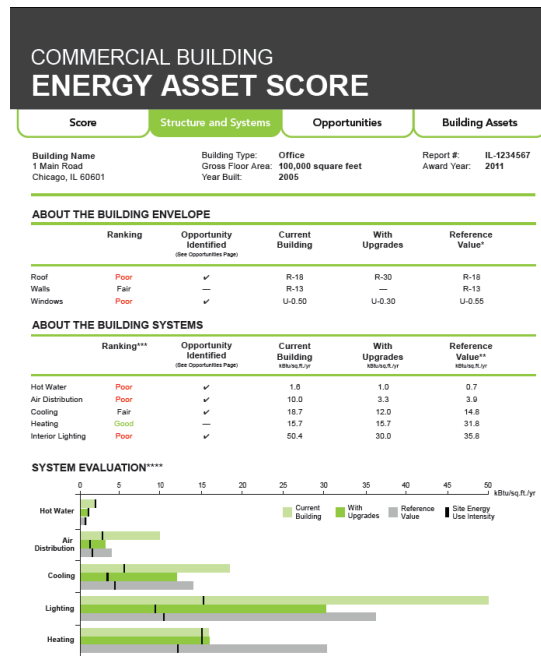 COMMERCIAL BUILDING
ENERGY ASSET SCORE
Score Structure and Systems Opportunities Building Assets
Building Name Building Type: Office Report #: IL-1234567
1 Main Road Gross Floor Area: 100,000 square feet Award Year: 2011
Chicago, IL 60601 Year Built: 2005
ABOUT THE BUILDING ENVELOPE
Ranking Opportunity Current With Reference
Identified Building Upgrades Value*
(See Opportunities Page)
Roof Poor ✔ R-18 R-30 R-18
Walls Fair — R-13 — R-13
Windows Poor ✔ U-0.50 U-0.30 U-0.55
ABOUT THE BUILDING SYSTEMS
Ranking*** Opportunity Current With Reference
Identified Building Upgrades Value**
(See Opportunities Page) kBtu/sq.ft./yr kBtu/sq.ft./yr kBtu/sq.ft./yr
Hot Water Poor ✔ 1.6 1.0 0.7
Air Distribution Poor ✔ 10.0 3.3 3.9
Cooling Fair ✔ 18.7 12.0 14.8
Heating Good — 15.7 15.7 31.8
Interior Lighting Poor ✔ 50.4 30.0 35.8
SYSTEM EVALUATION****
0 5 10 15 20 25 30 35 40 45 50 kBtu/sq.ft./yr
Hot Water
Current With Reference Site Energy
Building Upgrades Value Use Intensity
Air
Distribution
Cooling
Lighting
Heating